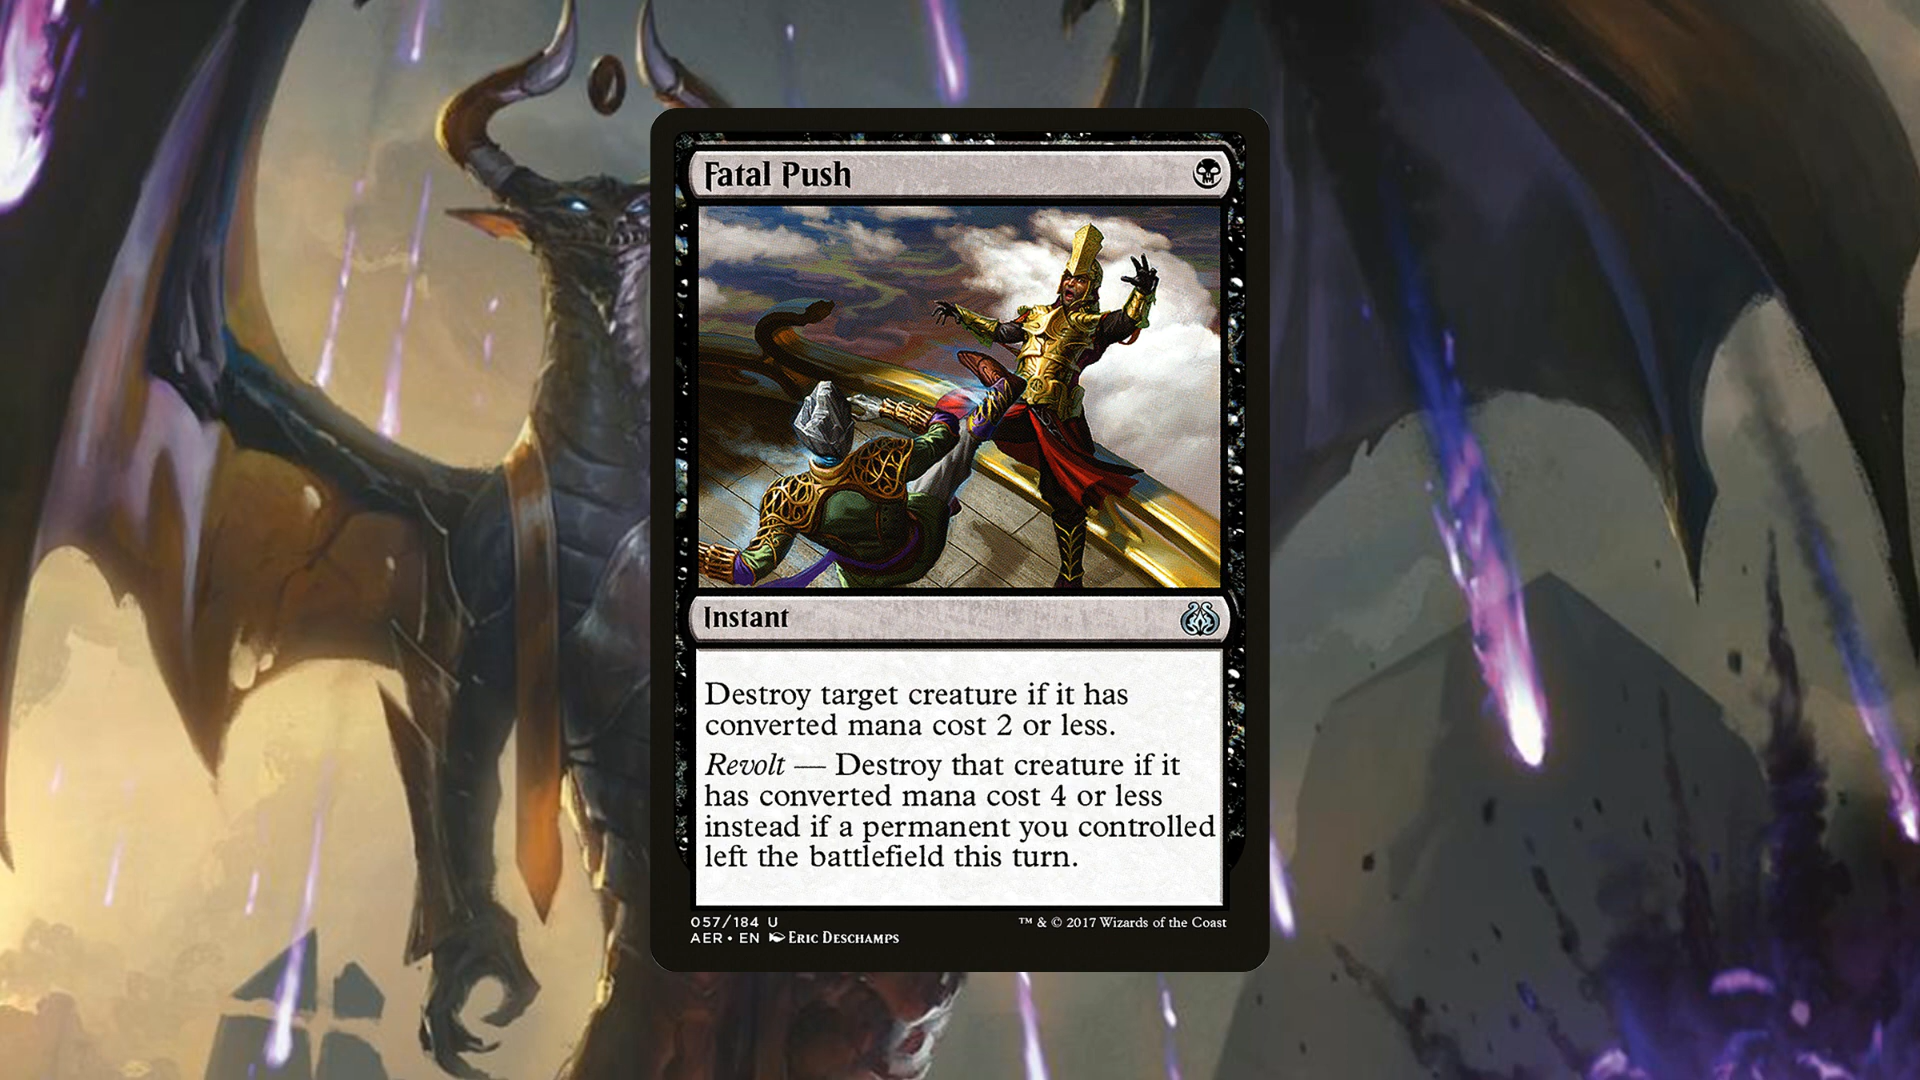 Fatal Push
Instant
Destroy target creature if it has
converted mana cost 2 or less.
Revolt — Destroy that creature if it
has converted mana cost 4 or less
instead if a permanent you controlled
left the battlefield this turn.
057/184 U
™ & © 2017 Wizards of the Coast
AER • EN Eric Deschamps